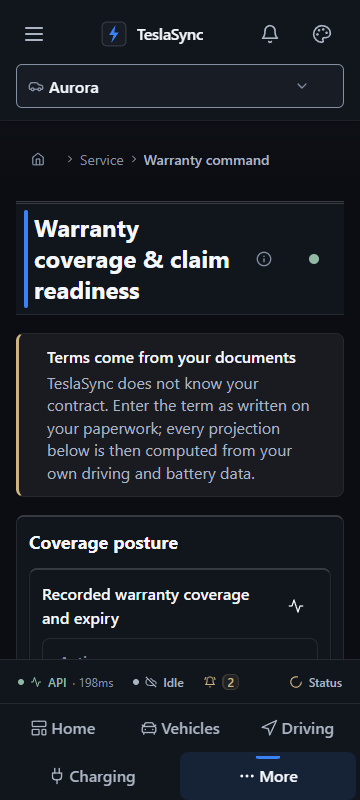 TeslaSync
Aurora
Service
Warranty command
Warranty
coverage & claim
readiness
Terms come from your documents
TeslaSync does not know your
contract. Enter the term as written on
your paperwork; every projection
below is then computed from your
own driving and battery data.
Coverage posture
Recorded warranty coverage
and expiry
API · 198ms
Idle
2
Status
Home
Vehicles
Driving
Charging
More